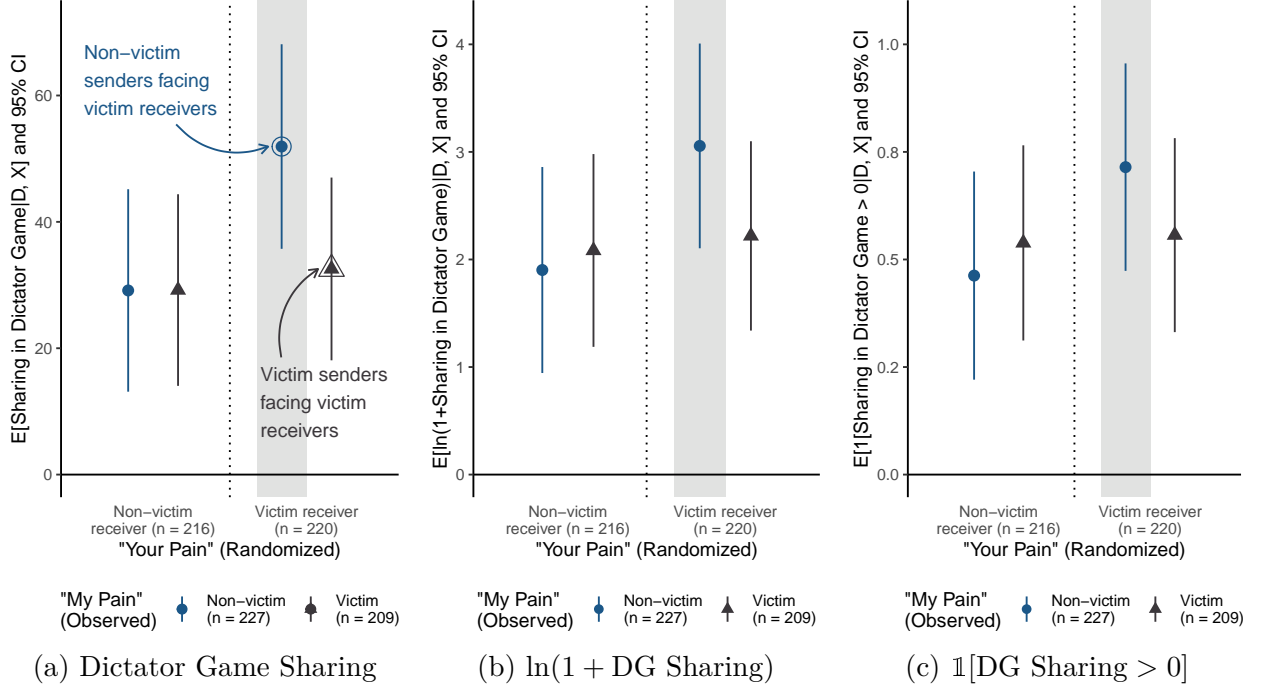 E[Sharing in Dictator Game|D, X] and 95% CI
60
40
20
0
Non−victim
senders facing
victim receivers
Victim senders
facing victim
receivers
Non−victim
receiver (n = 216)
Victim receiver
(n = 220)
"Your Pain" (Randomized)
"My Pain"
(Observed)
Non−victim
(n = 227)
Victim
(n = 209)
(a) Dictator Game Sharing
E[ln(1+Sharing in Dictator Game)|D, X] and 95% CI
4
3
2
1
0
Non−victim
receiver (n = 216)
Victim receiver
(n = 220)
"Your Pain" (Randomized)
"My Pain"
(Observed)
Non−victim
(n = 227)
Victim
(n = 209)
(b) ln(1 + DG Sharing)
E[1[Sharing in Dictator Game > 0|D, X] and 95% CI
1.0
0.8
0.5
0.2
0.0
Non−victim
receiver (n = 216)
Victim receiver
(n = 220)
"Your Pain" (Randomized)
"My Pain"
(Observed)
Non−victim
(n = 227)
Victim
(n = 209)
(c) 𝟙[DG Sharing > 0]